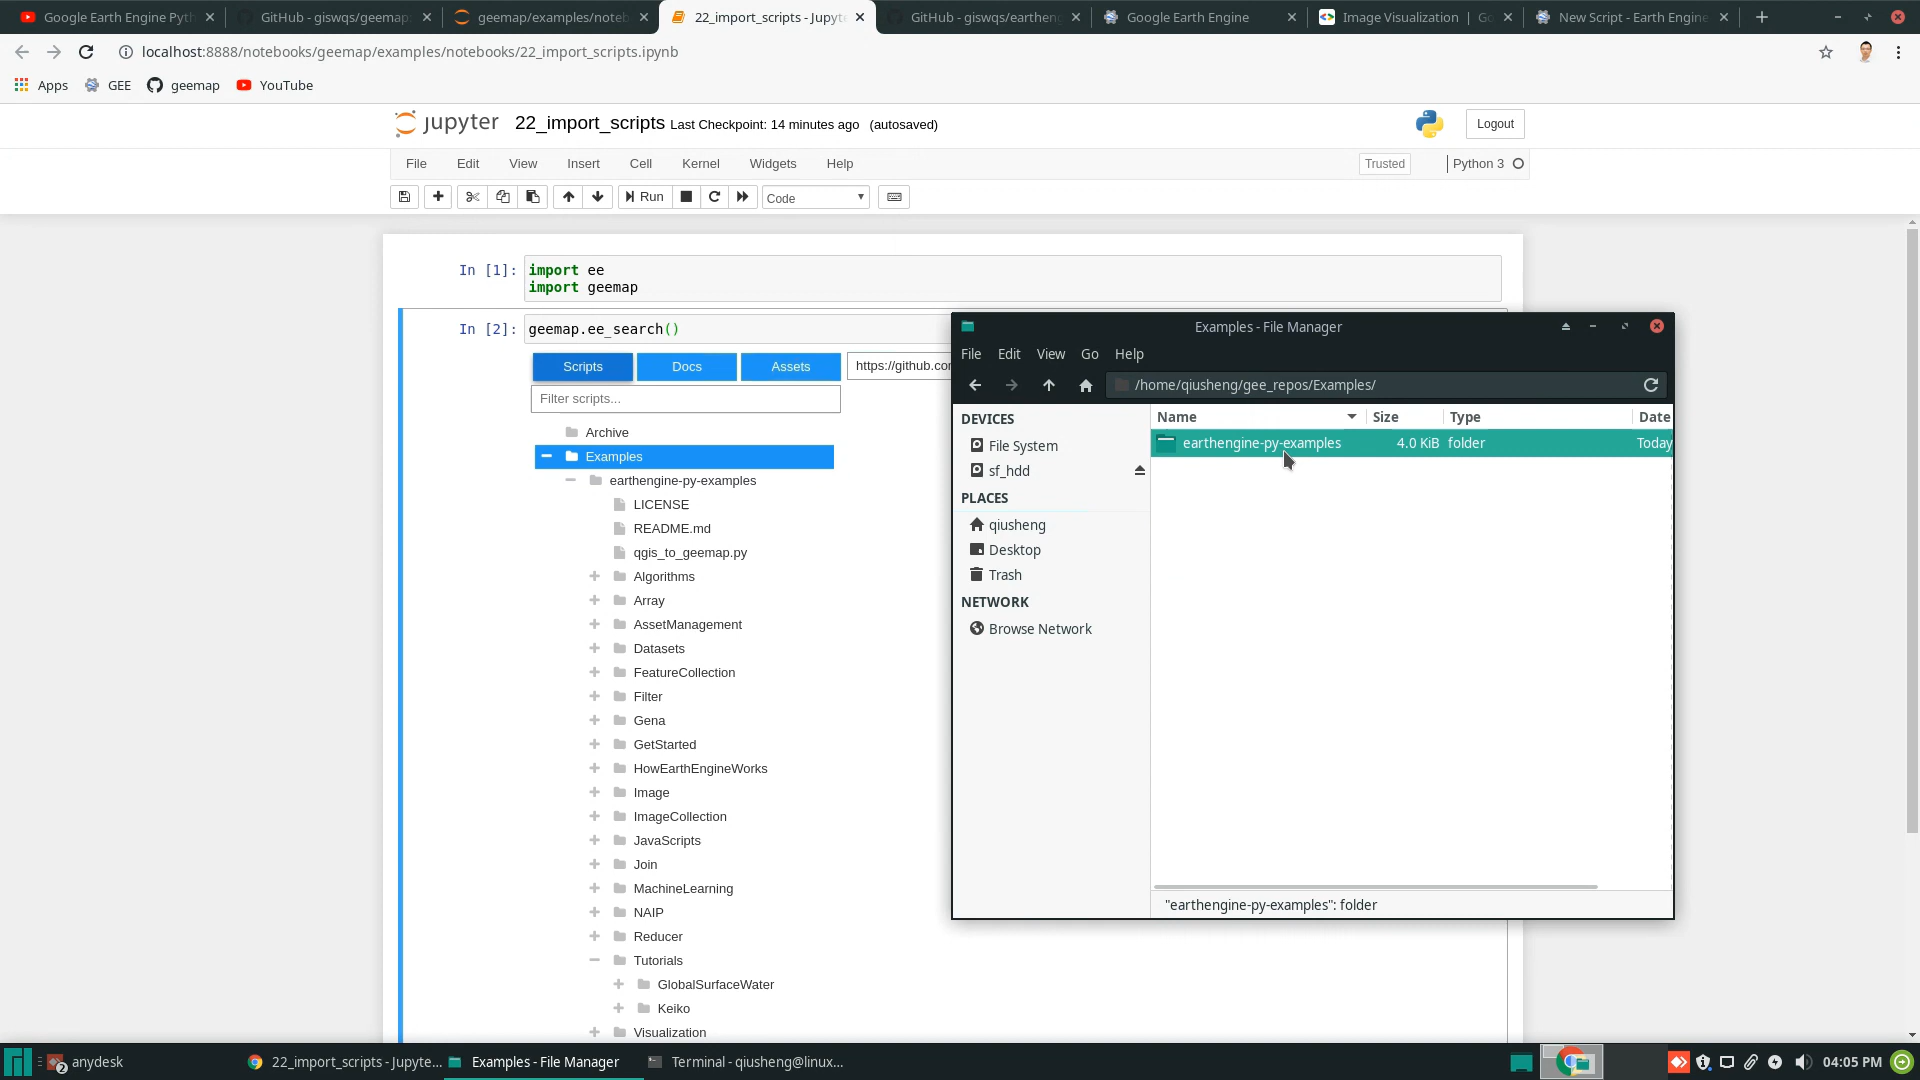 Google Earth Engine Pyth
GitHub - giswqs/geemap:
geemap/examples/noteb
22_import_scripts - Jupyte
GitHub - giswqs/eartheng
Google Earth Engine
Image Visualization | Go
New Script - Earth Engine
localhost:8888/notebooks/geemap/examples/notebooks/22_import_scripts.ipynb
Apps GEE geemap YouTube
jupyter 22_import_scripts Last Checkpoint: 14 minutes ago (autosaved)
Logout
File Edit View Insert Cell Kernel Widgets Help
Trusted Python 3
Run Code
In [1]: import ee
import geemap
In [2]: geemap.ee_search()
Scripts Docs Assets https://github.co
Filter scripts...
Archive
Examples
earthengine-py-examples
LICENSE
README.md
qgis_to_geemap.py
Algorithms
Array
AssetManagement
Datasets
FeatureCollection
Filter
Gena
GetStarted
HowEarthEngineWorks
Image
ImageCollection
JavaScripts
Join
MachineLearning
NAIP
Reducer
Tutorials
GlobalSurfaceWater
Keiko
Visualization
Examples - File Manager
File Edit View Go Help
/home/qiusheng/gee_repos/Examples/
DEVICES
File System
sf_hdd
PLACES
qiusheng
Desktop
Trash
NETWORK
Browse Network
Name Size Type Date
earthengine-py-examples 4.0 KiB folder Today
"earthengine-py-examples": folder
2 anydesk
22_import_scripts - Jupyte...
Examples - File Manager
Terminal - qiusheng@linux...
04:05 PM